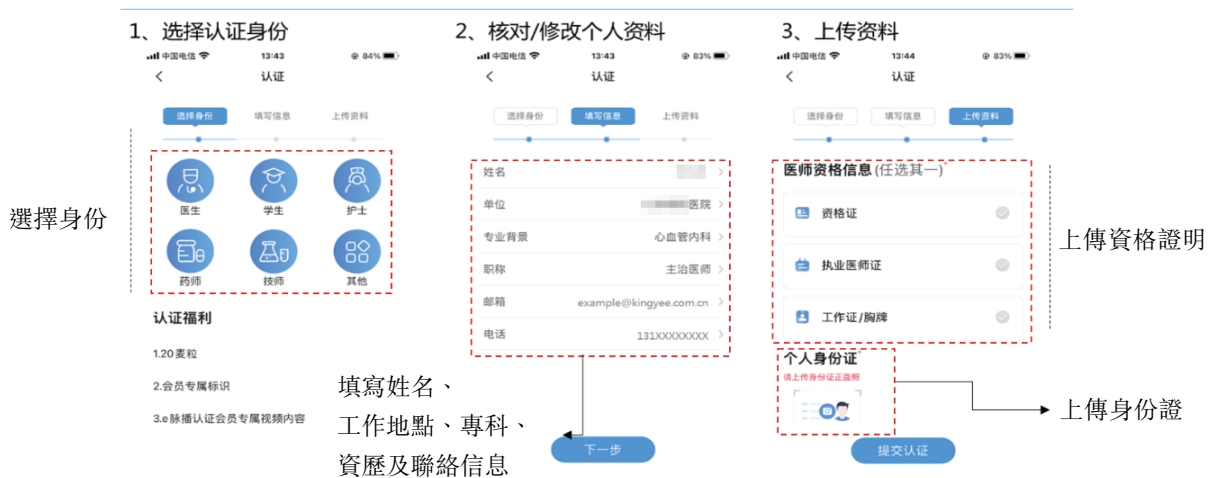 1、选择认证身份
中国电信 13:43 84%
认证
选择身份 填写信息 上传资料
医生 学生 护士
药师 技师 其他
选擇身份
认证福利
1.20麦粒
2.会员专属标识
3.e脉播认证会员专属视频内容
2、核对/修改个人资料
中国电信 13:43 83%
认证
选择身份 填写信息 上传资料
姓名
单位 医院
专业背景 心血管内科
职称 主治医师
邮箱 example@kingyee.com.cn
电话 131XXXXXXXX
填寫姓名、
工作地點、專科、
資歷及聯絡信息
下一步
3、上传资料
中国电信 13:44 83%
认证
选择身份 填写信息 上传资料
医师资格信息(任选其一)*
资格证
执业医师证
工作证/胸牌
上傳資格證明
个人身份证*
请上传身份证正面照
上傳身份證
提交认证